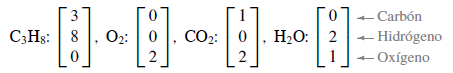 C₃H₈: [3 8 0], O₂: [0 0 2], CO₂: [1 0 2], H₂O: [0 2 1] ← Carbón ← Hidrógeno ← Oxígeno